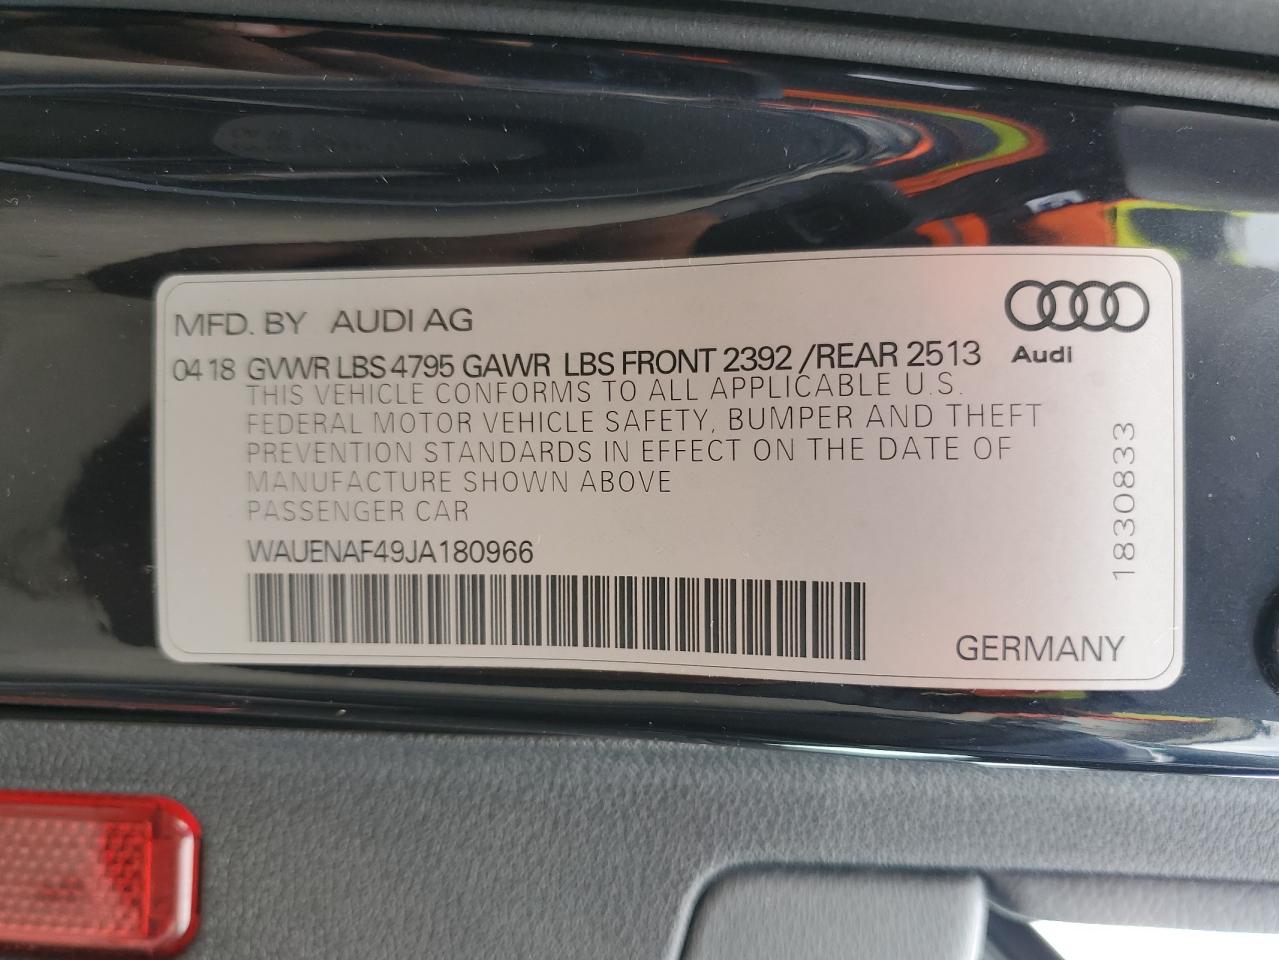 MFD. BY AUDI AG
04 18 GVWR LBS 4795 GAWR LBS FRONT 2392 /REAR 2513
Audi
THIS VEHICLE CONFORMS TO ALL APPLICABLE U.S.
FEDERAL MOTOR VEHICLE SAFETY, BUMPER AND THEFT
PREVENTION STANDARDS IN EFFECT ON THE DATE OF
MANUFACTURE SHOWN ABOVE
PASSENGER CAR
WAUENAF49JA180966
1830833
GERMANY